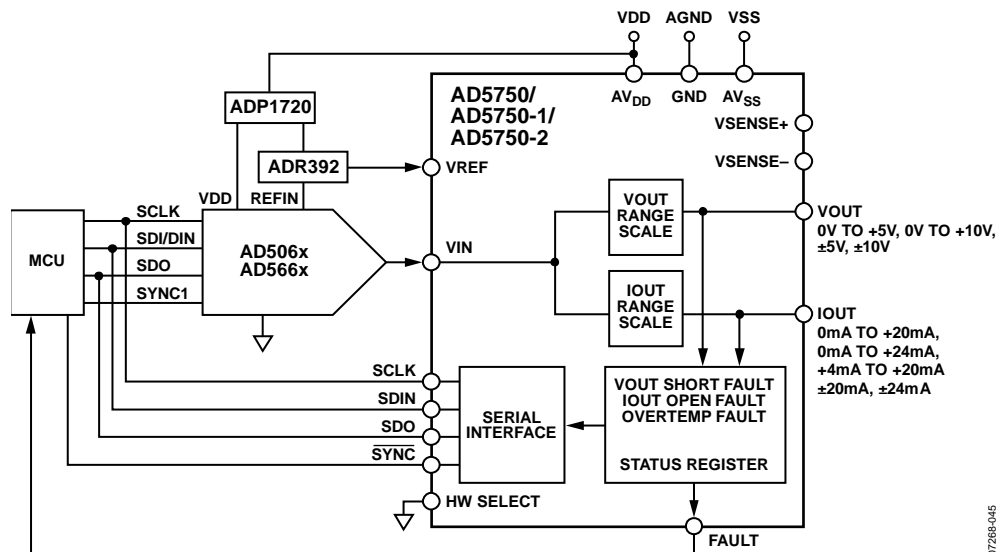 VDD AGND VSS
AVDD GND AVSS
AD5750/
AD5750-1/
AD5750-2
VSENSE+
VSENSE–
ADP1720
ADR392
VREF
VDD REFIN
MCU
SCLK
SDI/DIN
SDO
SYNC1
AD506x
AD566x
VIN
VOUT
RANGE
SCALE
VOUT
0V TO +5V, 0V TO +10V,
±5V, ±10V
IOUT
RANGE
SCALE
IOUT
0mA TO +20mA,
0mA TO +24mA,
+4mA TO +20mA
±20mA, ±24mA
SCLK
SDIN
SDO
SYNC
SERIAL
INTERFACE
VOUT SHORT FAULT
IOUT OPEN FAULT
OVERTEMP FAULT
STATUS REGISTER
HW SELECT
FAULT
07268-045